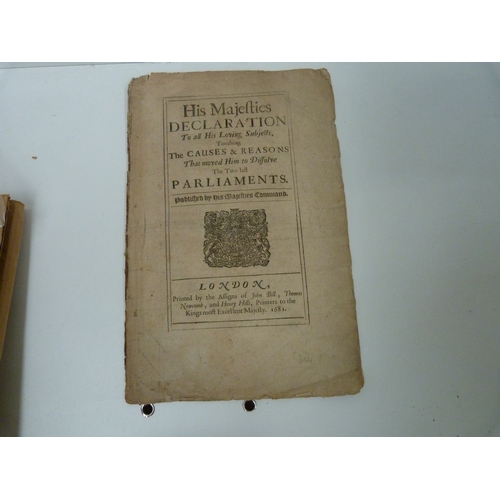 His Majeſties
DECLARATION
To all His Loving Subjects,
Touching
The CAUSES & REASONS
That moved Him to Diſſolve
The Two laſt
PARLIAMENTS.
Publiſhed by His Majeſties Command.
LONDON,
Printed by the Aſſigns of John Bill, Thomas
Newcomb, and Henry Hills, Printers to the
Kings moſt Excellent Majeſty. 1681.